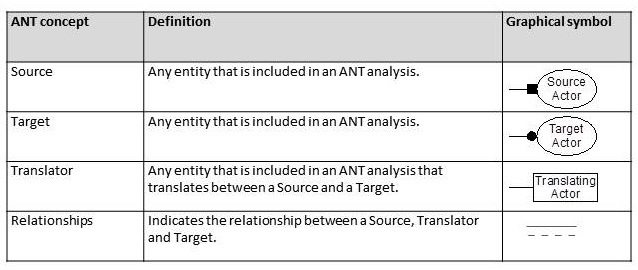 ANT concept Definition Graphical symbol
Source Any entity that is included in an ANT analysis. Source
Actor
Target Any entity that is included in an ANT analysis. Target
Actor
Translator Any entity that is included in an ANT analysis that
translates between a Source and a Target. Translating
Actor
Relationships Indicates the relationship between a Source, Translator
and Target.